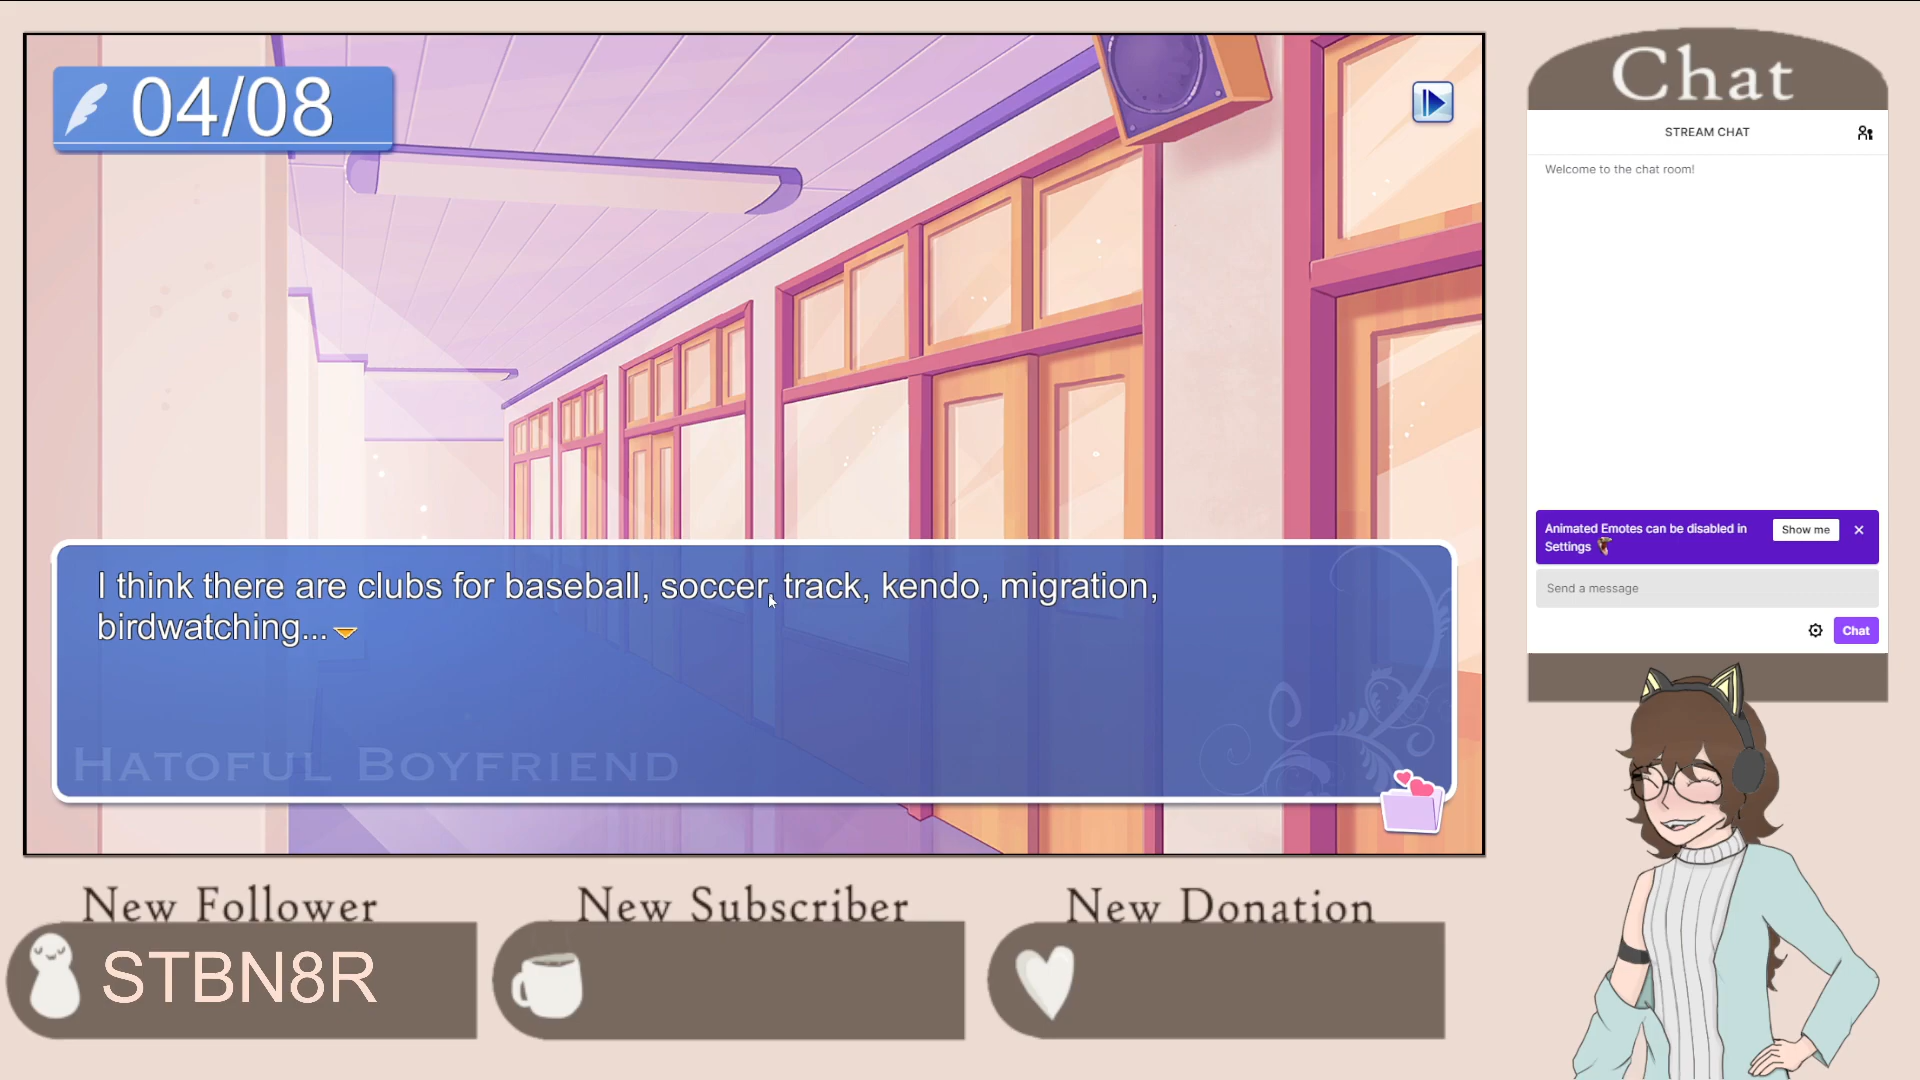 04/08
I think there are clubs for baseball, soccer, track, kendo, migration,
birdwatching...
HATOFUL BOYFRIEND
Chat
STREAM CHAT
Welcome to the chat room!
Animated Emotes can be disabled in
Settings
Show me
Send a message
Chat
New Follower
STBN8R
New Subscriber
New Donation